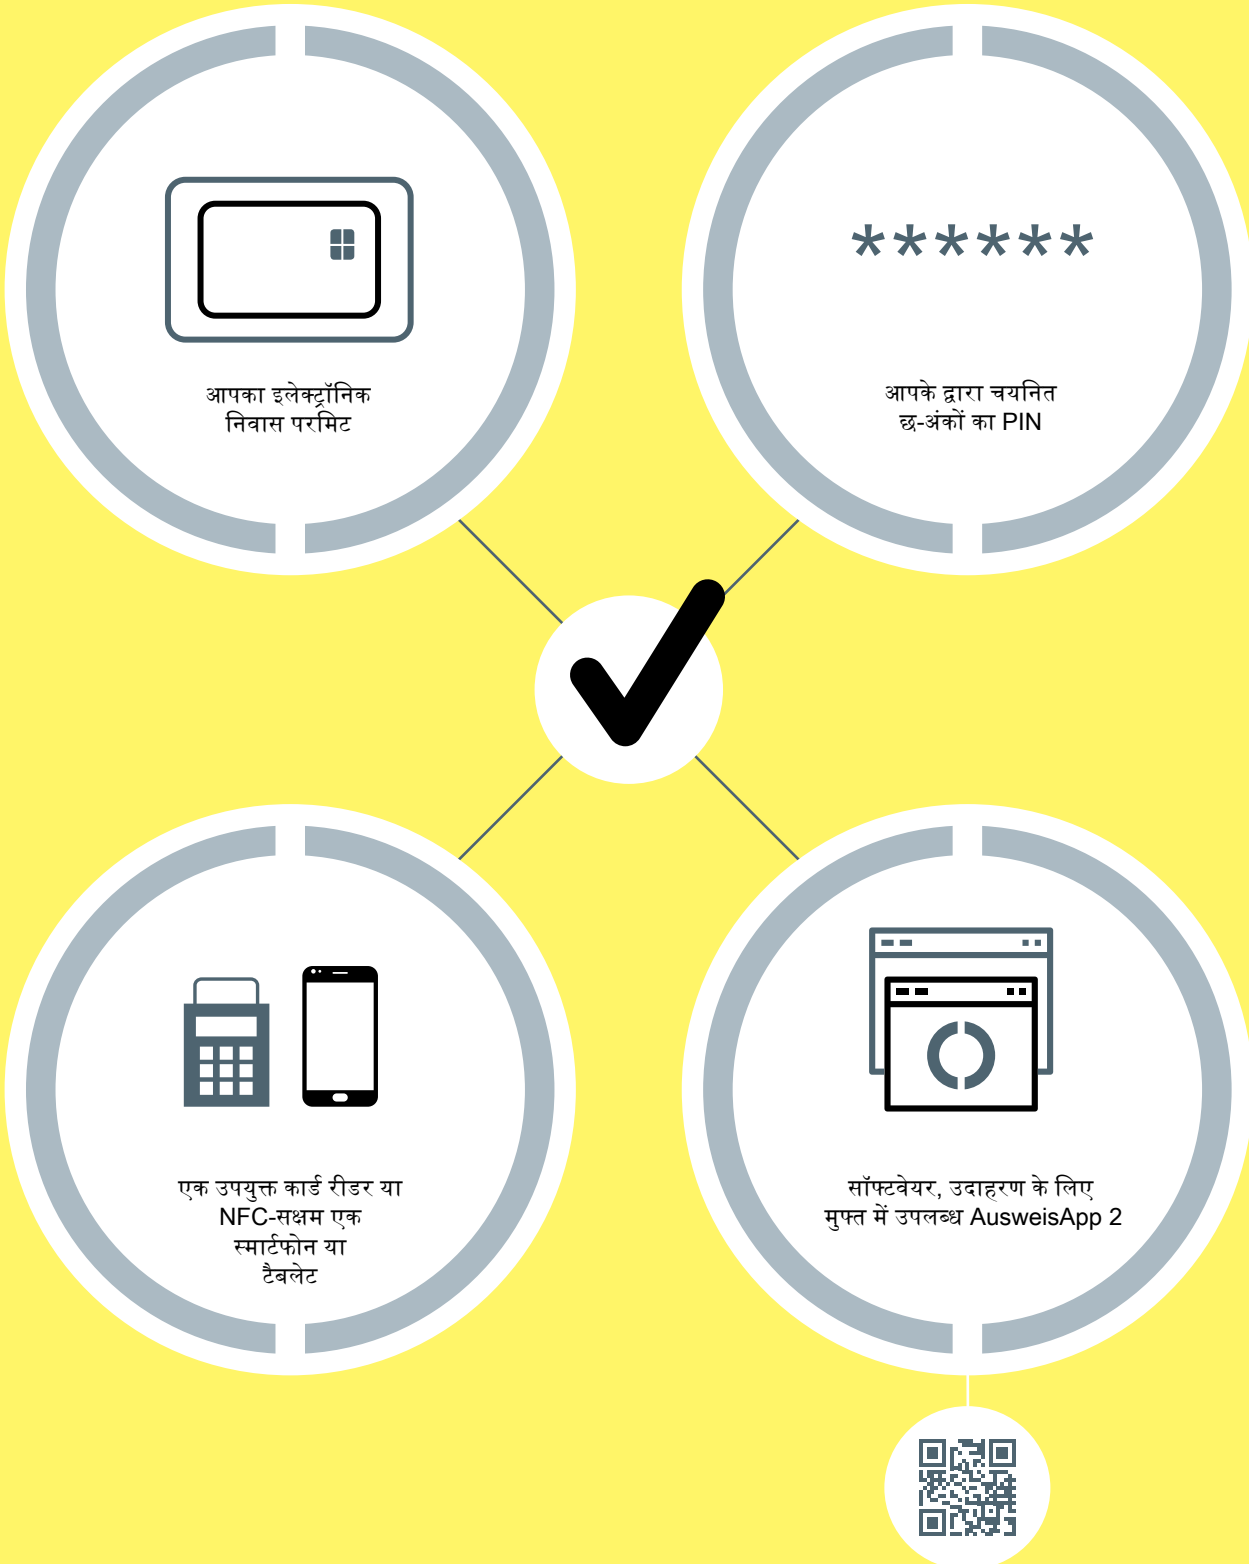 आपका इलेक्ट्रॉनिक
निवास परमिट
******
आपके द्वारा चयनित
छ-अंकों का PIN
एक उपयुक्त कार्ड रीडर या
NFC-सक्षम एक
स्मार्टफोन या
टैबलेट
सॉफ्टवेयर, उदाहरण के लिए
मुफ्त में उपलब्ध AusweisApp 2